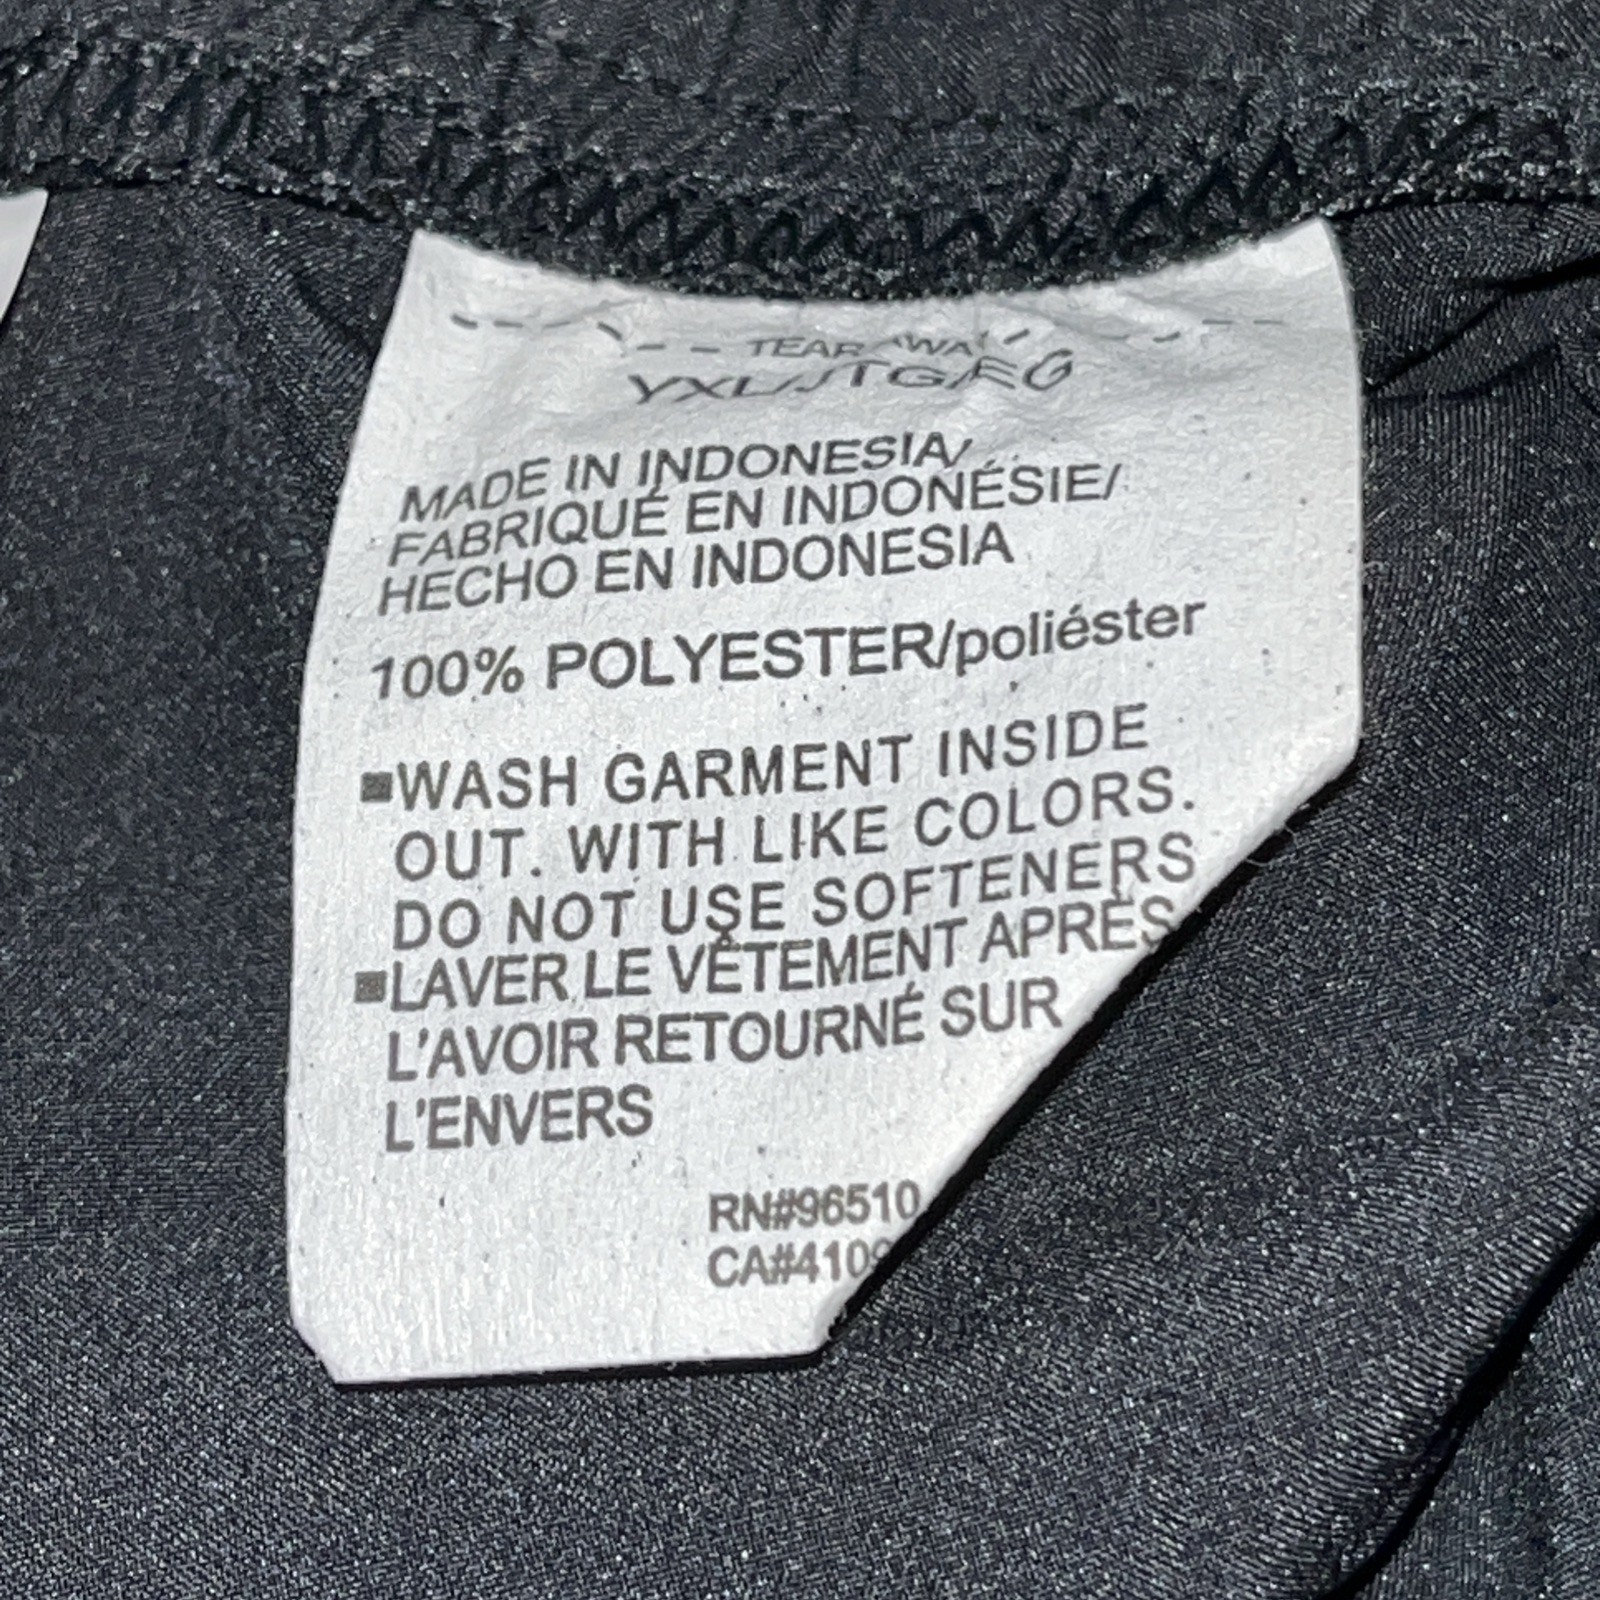 TEAR AWAY
YXL/JTG/EG
MADE IN INDONESIA/
FABRIQUÉ EN INDONÉSIE/
HECHO EN INDONESIA
100% POLYESTER/poliéster
■WASH GARMENT INSIDE
OUT. WITH LIKE COLORS.
DO NOT USE SOFTENERS
■LAVER LE VÊTEMENT APRÈS
L'AVOIR RETOURNÉ SUR
L'ENVERS
RN#96510